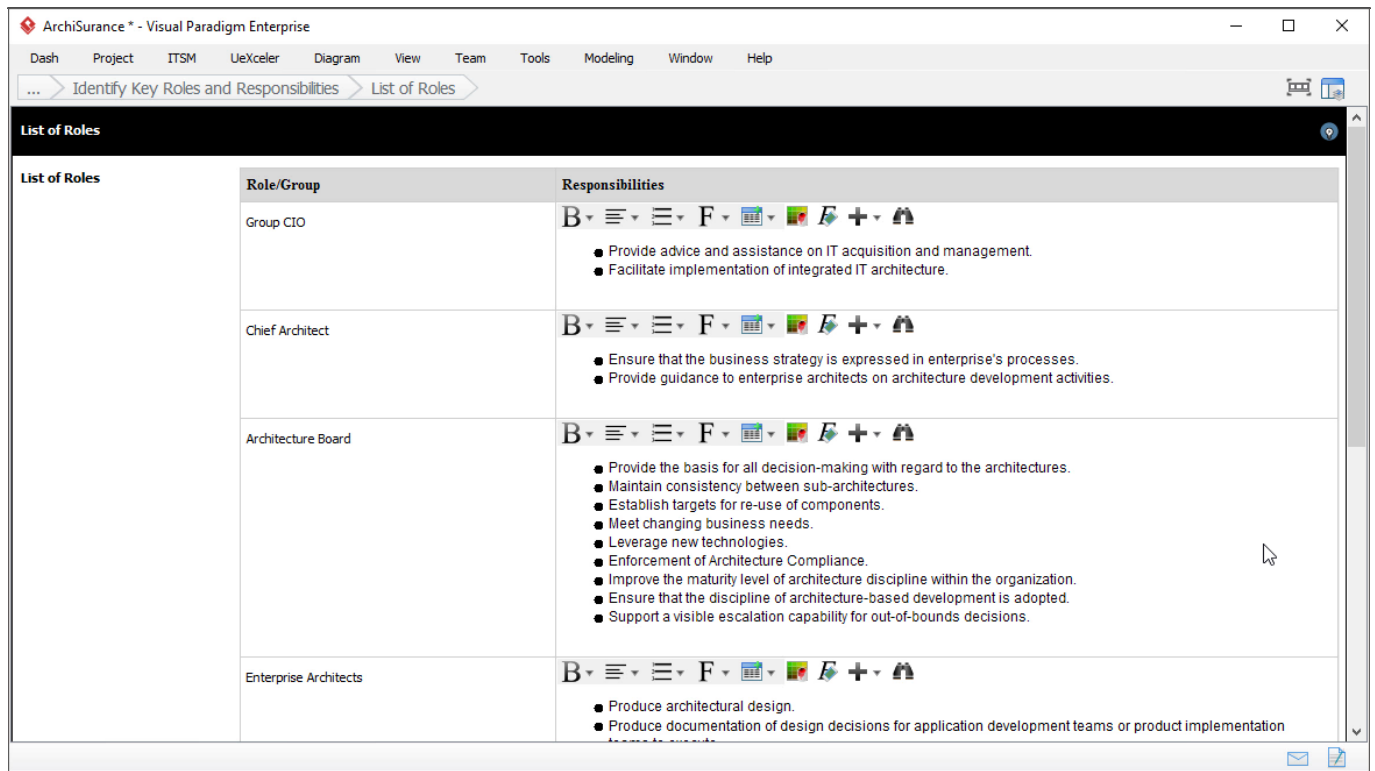 ArchiSurance * - Visual Paradigm Enterprise
Dash Project ITSM UeXceler Diagram View Team Tools Modeling Window Help
... Identify Key Roles and Responsibilities List of Roles
List of Roles
List of Roles
Role/Group Responsibilities
Group CIO
B F F
Provide advice and assistance on IT acquisition and management.
Facilitate implementation of integrated IT architecture.
Chief Architect
B F F
Ensure that the business strategy is expressed in enterprise's processes.
Provide guidance to enterprise architects on architecture development activities.
Architecture Board
B F F
Provide the basis for all decision-making with regard to the architectures.
Maintain consistency between sub-architectures.
Establish targets for re-use of components.
Meet changing business needs.
Leverage new technologies.
Enforcement of Architecture Compliance.
Improve the maturity level of architecture discipline within the organization.
Ensure that the discipline of architecture-based development is adopted.
Support a visible escalation capability for out-of-bounds decisions.
Enterprise Architects
B F F
Produce architectural design.
Produce documentation of design decisions for application development teams or product implementation